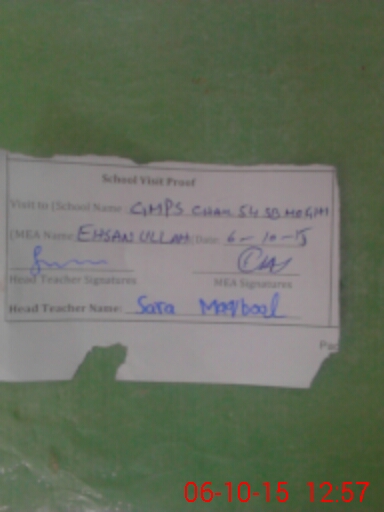 School Visit Proof
Visit to (School Name: GMPS CHAK 54 SB
(MEA Name: EHSAN ULLAH Date: 6-10-15
Head Teacher Signatures MEA Signatures
Head Teacher Name: Sara Maqbool
06-10-15 12:57